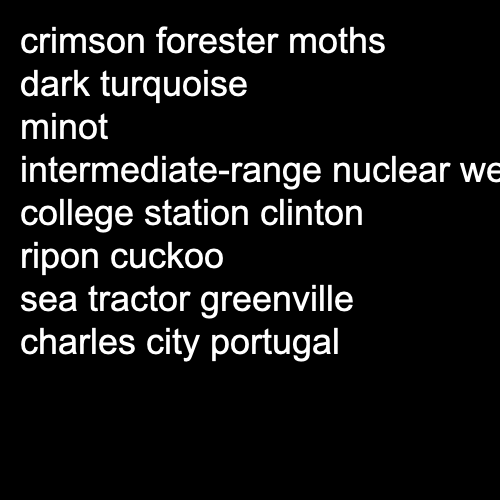 crimson forester moths
dark turquoise
minot
intermediate-range nuclear we
college station clinton
ripon cuckoo
sea tractor greenville
charles city portugal